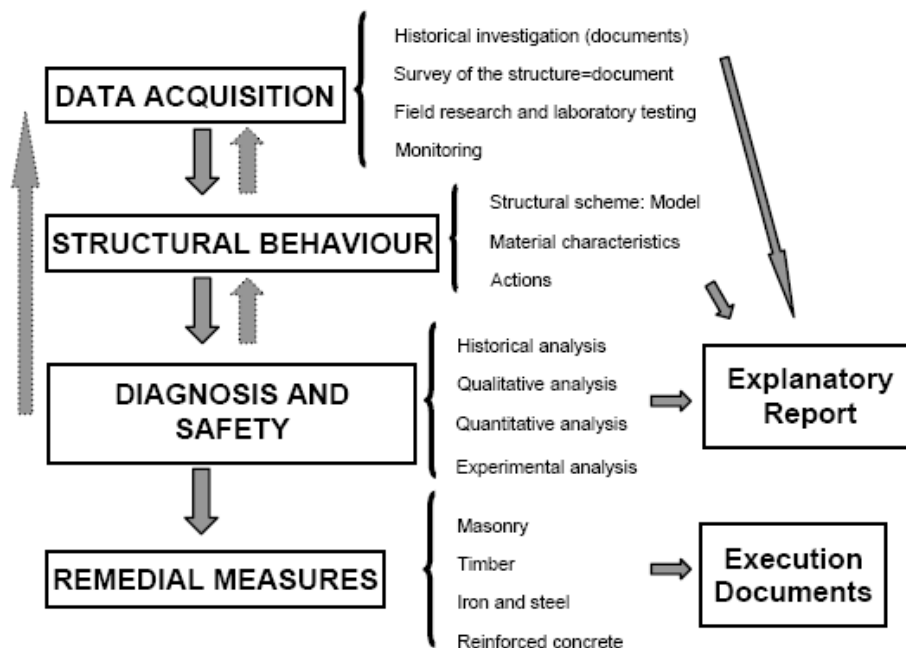 DATA ACQUISITION
Historical investigation (documents)
Survey of the structure=document
Field research and laboratory testing
Monitoring
STRUCTURAL BEHAVIOUR
Structural scheme: Model
Material characteristics
Actions
DIAGNOSIS AND
SAFETY
Historical analysis
Qualitative analysis
Quantitative analysis
Experimental analysis
Explanatory
Report
REMEDIAL MEASURES
Masonry
Timber
Iron and steel
Reinforced concrete
Execution
Documents